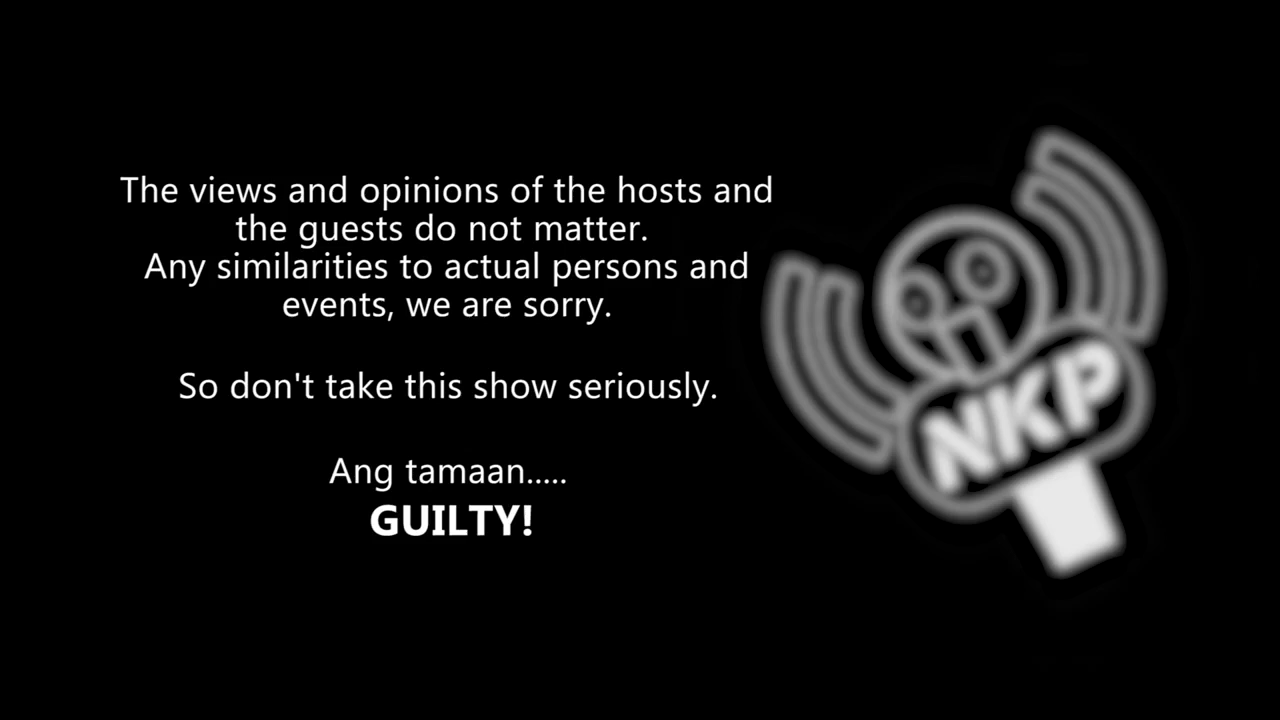 The views and opinions of the hosts and
the guests do not matter.
Any similarities to actual persons and
events, we are sorry.
So don't take this show seriously.
Ang tamaan.....
GUILTY!
NKP